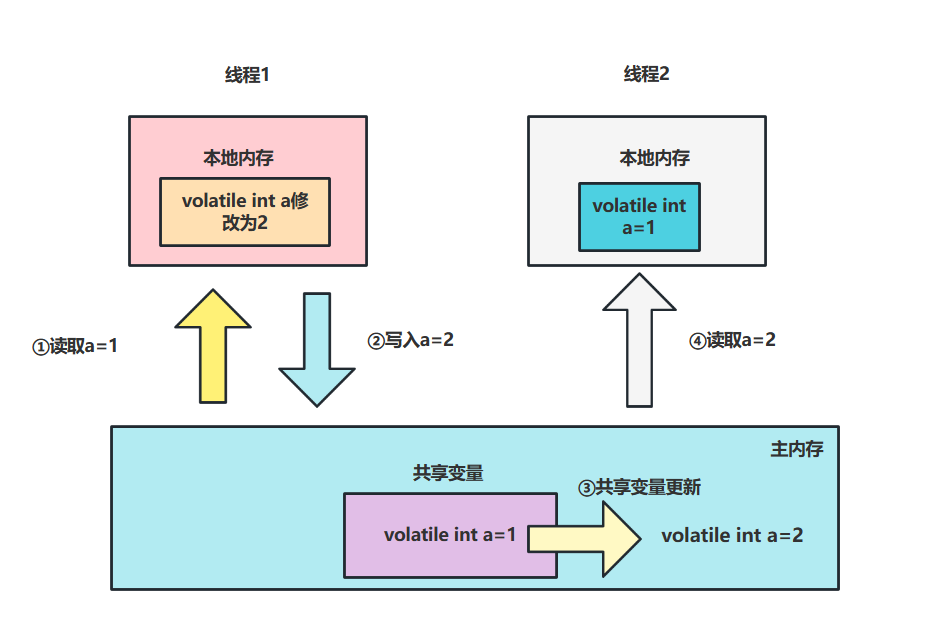 线程1
线程2
本地内存
volatile int a修
改为2
本地内存
volatile int
a=1
①读取a=1
②写入a=2
④读取a=2
主内存
共享变量
③共享变量更新
volatile int a=1
volatile int a=2